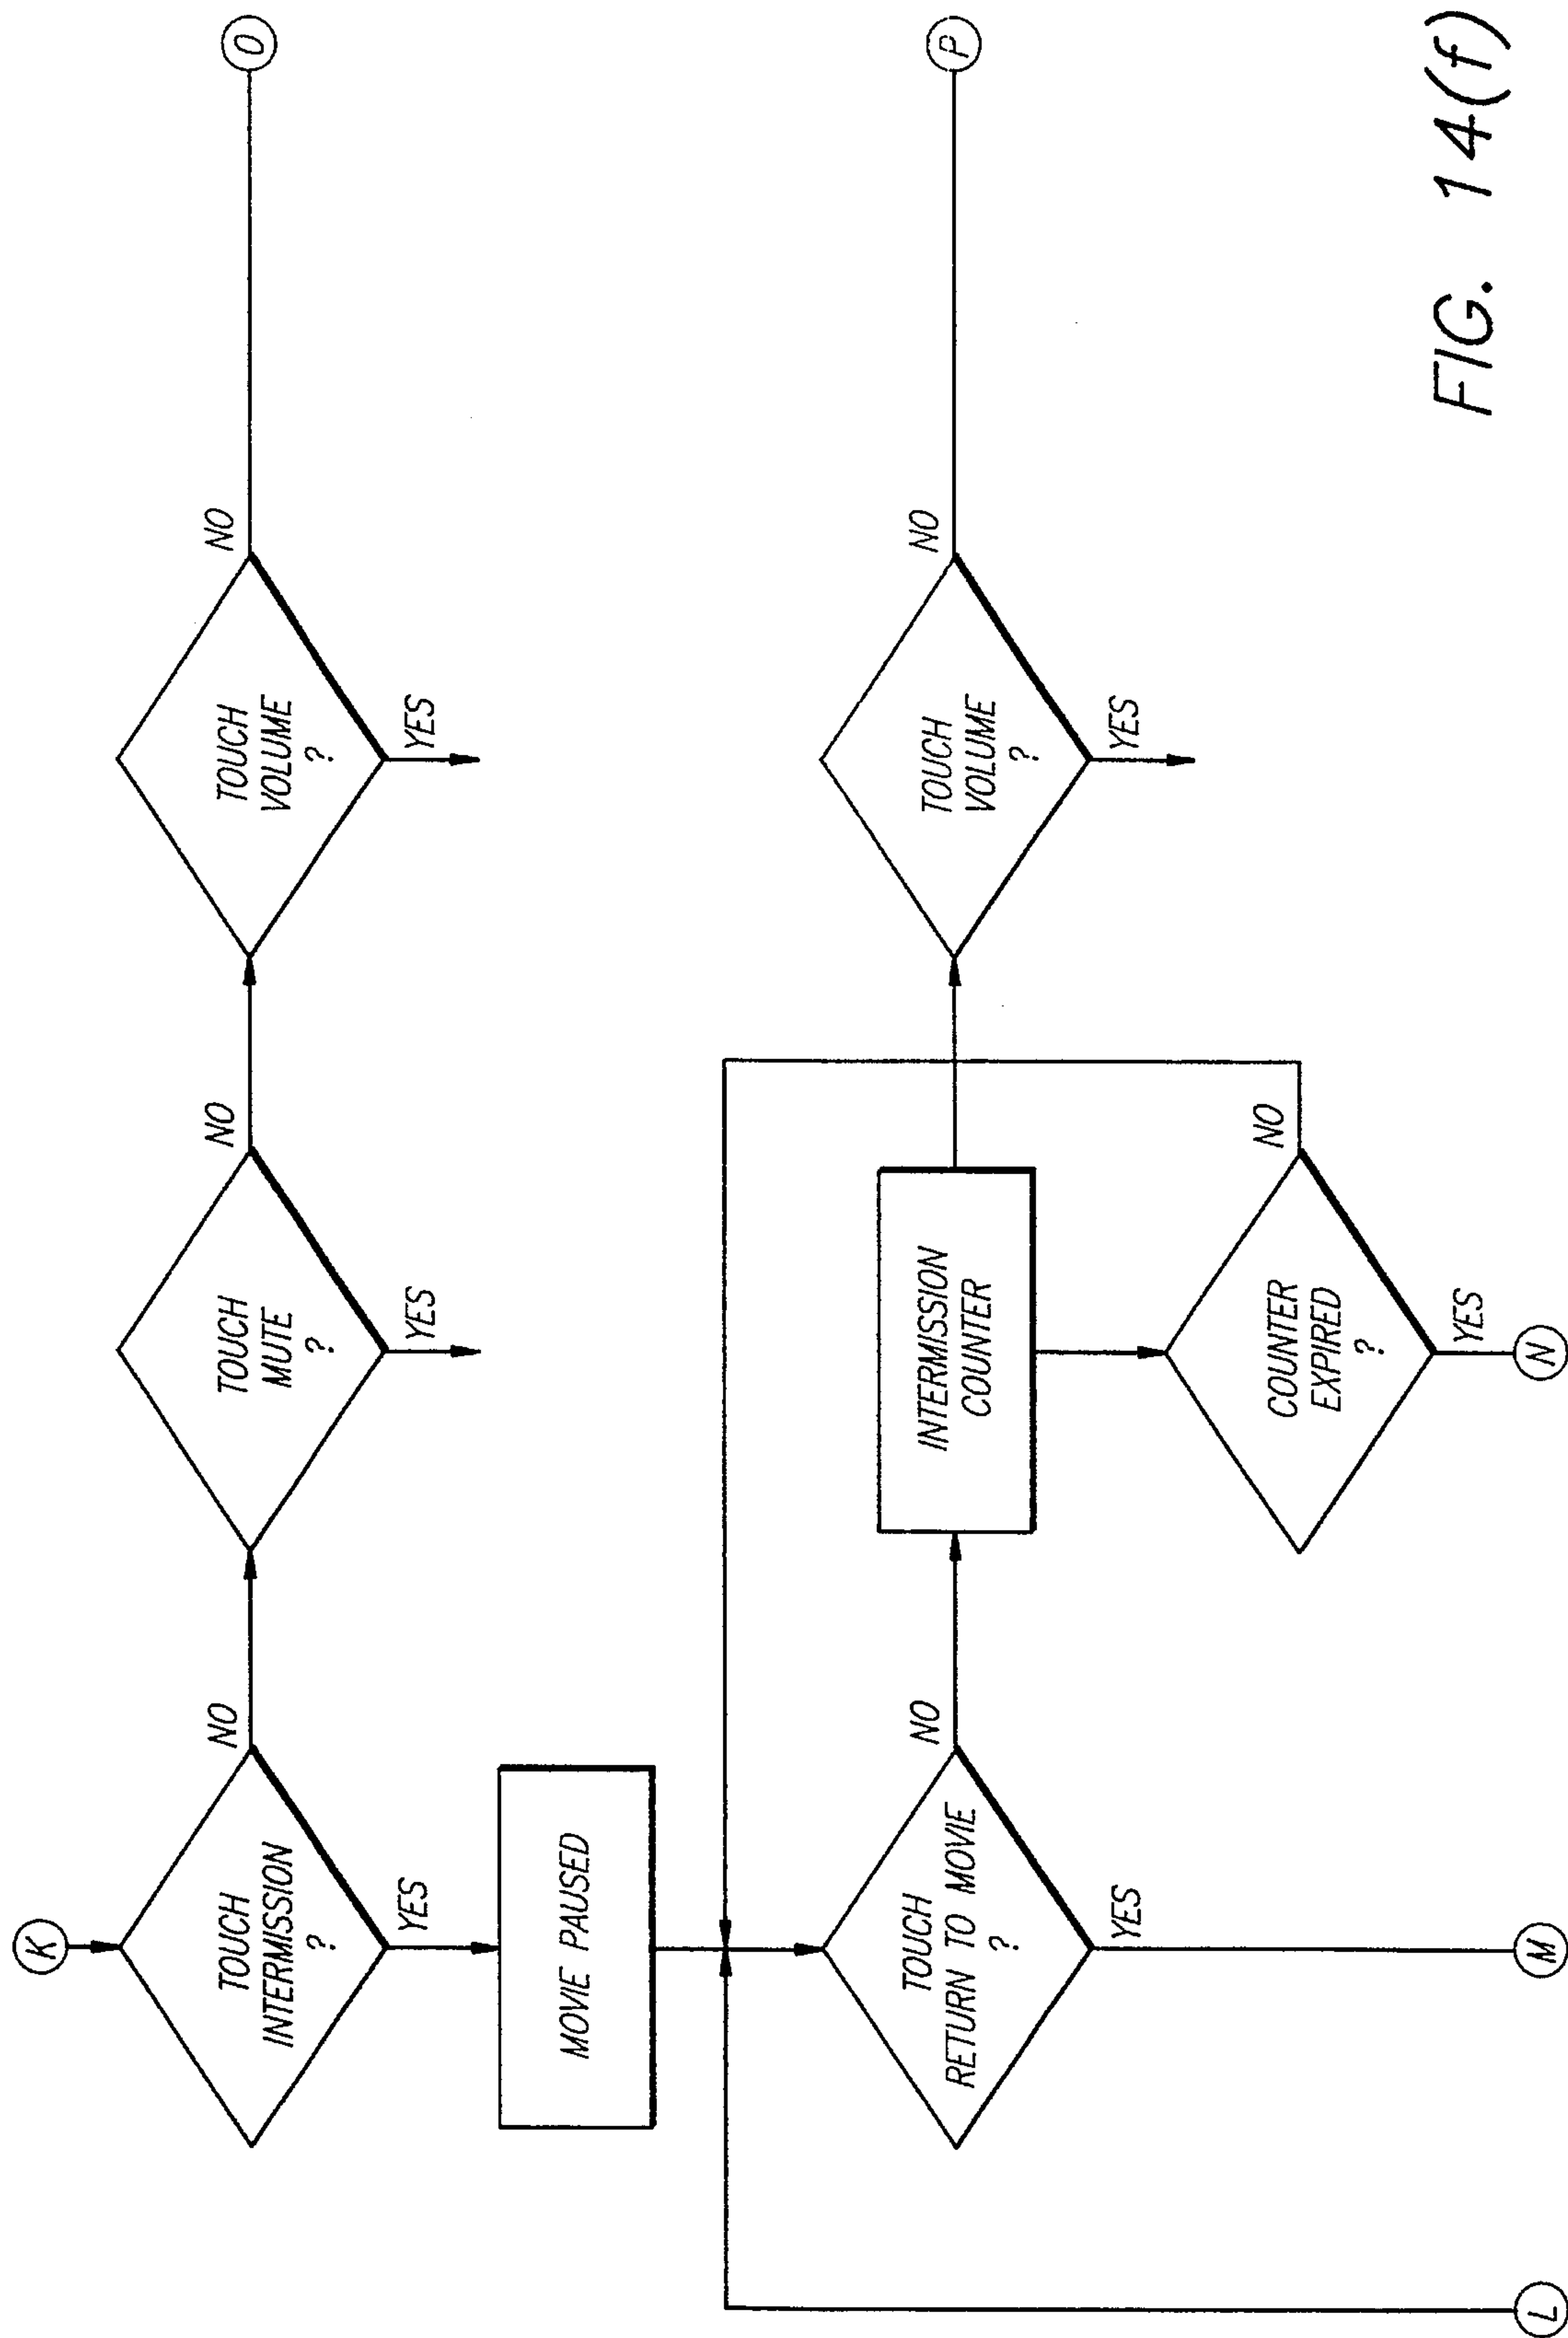 K
TOUCH
INTERMISSION
?
NO
YES
TOUCH
MUTE
?
NO
YES
TOUCH
VOLUME
?
NO
YES
O
MOVIE PAUSED
TOUCH
RETURN TO MOVIE
?
NO
YES
INTERMISSION
COUNTER
TOUCH
VOLUME
?
NO
YES
P
COUNTER
EXPIRED
?
NO
YES
L
M
N
FIG. 14(f)